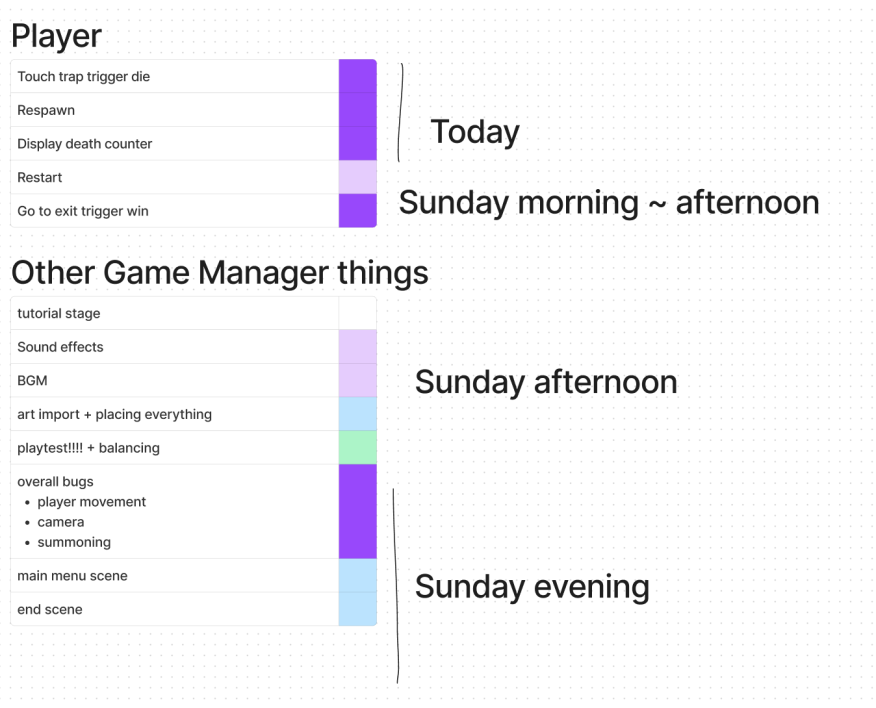 Player
Touch trap trigger die
Respawn
Display death counter
Today
Restart
Go to exit trigger win
Sunday morning ~ afternoon
Other Game Manager things
tutorial stage
Sound effects
BGM
Sunday afternoon
art import + placing everything
playtest!!!! + balancing
overall bugs
• player movement
• camera
• summoning
main menu scene
Sunday evening
end scene